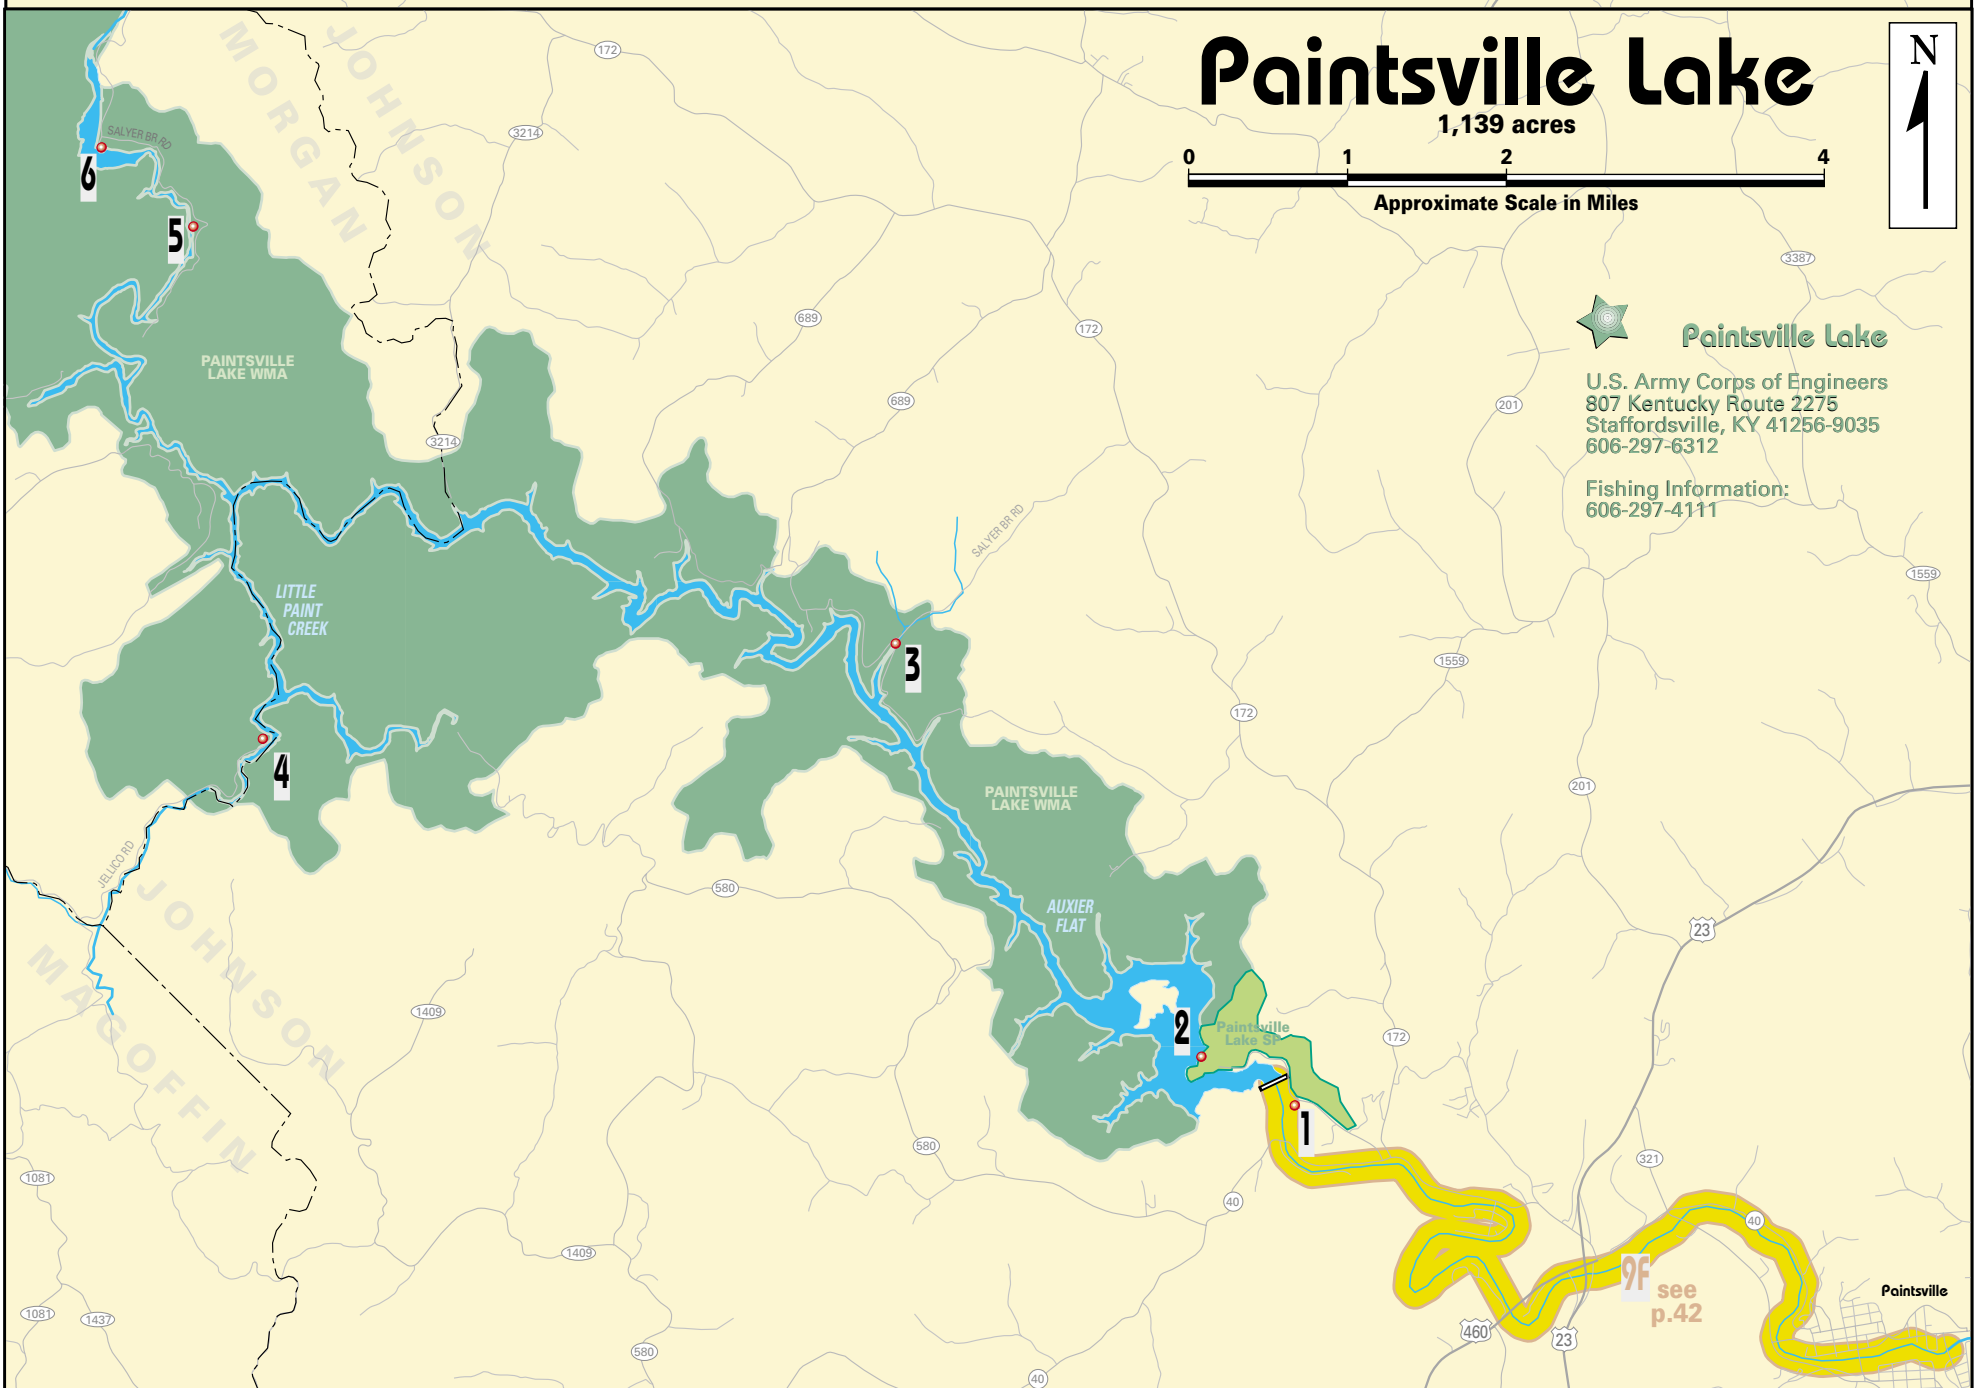 Paintsville Lake
1,139 acres
0 1 2 4
Approximate Scale in Miles
N
MORGAN
JOHNSON
172
3214
SALYER BR RD
6
5
3387
689
172
Paintsville Lake
U.S. Army Corps of Engineers
807 Kentucky Route 2275
Staffordsville, KY 41256-9035
606-297-6312
Fishing Information:
606-297-4111
PAINTSVILLE
LAKE WMA
689
201
3214
SALYER BR RD
1559
LITTLE
PAINT
CREEK
3
1559
172
4
PAINTSVILLE
LAKE WMA
201
JELLICO RD
580
23
AUXIER
FLAT
JOHNSON
MAGOFFIN
1409
2
Paintsville
Lake SP
172
1
580
321
1081
40
40
1409
9F see
p.42
Paintsville
1081
1437
460
23
580
40